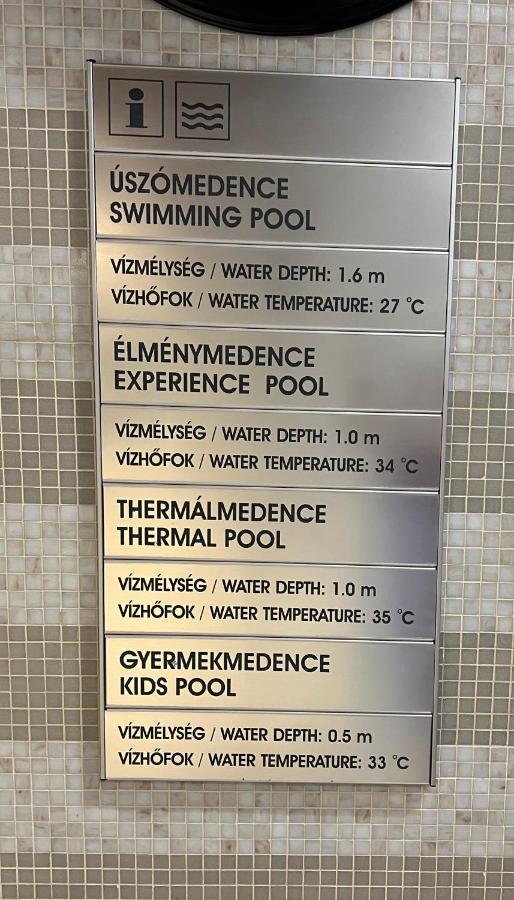 i
ÚSZÓMEDENCE
SWIMMING POOL
VÍZMÉLYSÉG / WATER DEPTH: 1.6 m
VÍZHŐFOK / WATER TEMPERATURE: 27 °C
ÉLMÉNYMEDENCE
EXPERIENCE POOL
VÍZMÉLYSÉG / WATER DEPTH: 1.0 m
VÍZHŐFOK / WATER TEMPERATURE: 34 °C
THERMÁLMEDENCE
THERMAL POOL
VÍZMÉLYSÉG / WATER DEPTH: 1.0 m
VÍZHŐFOK / WATER TEMPERATURE: 35 °C
GYERMEKMEDENCE
KIDS POOL
VÍZMÉLYSÉG / WATER DEPTH: 0.5 m
VÍZHŐFOK / WATER TEMPERATURE: 33 °C